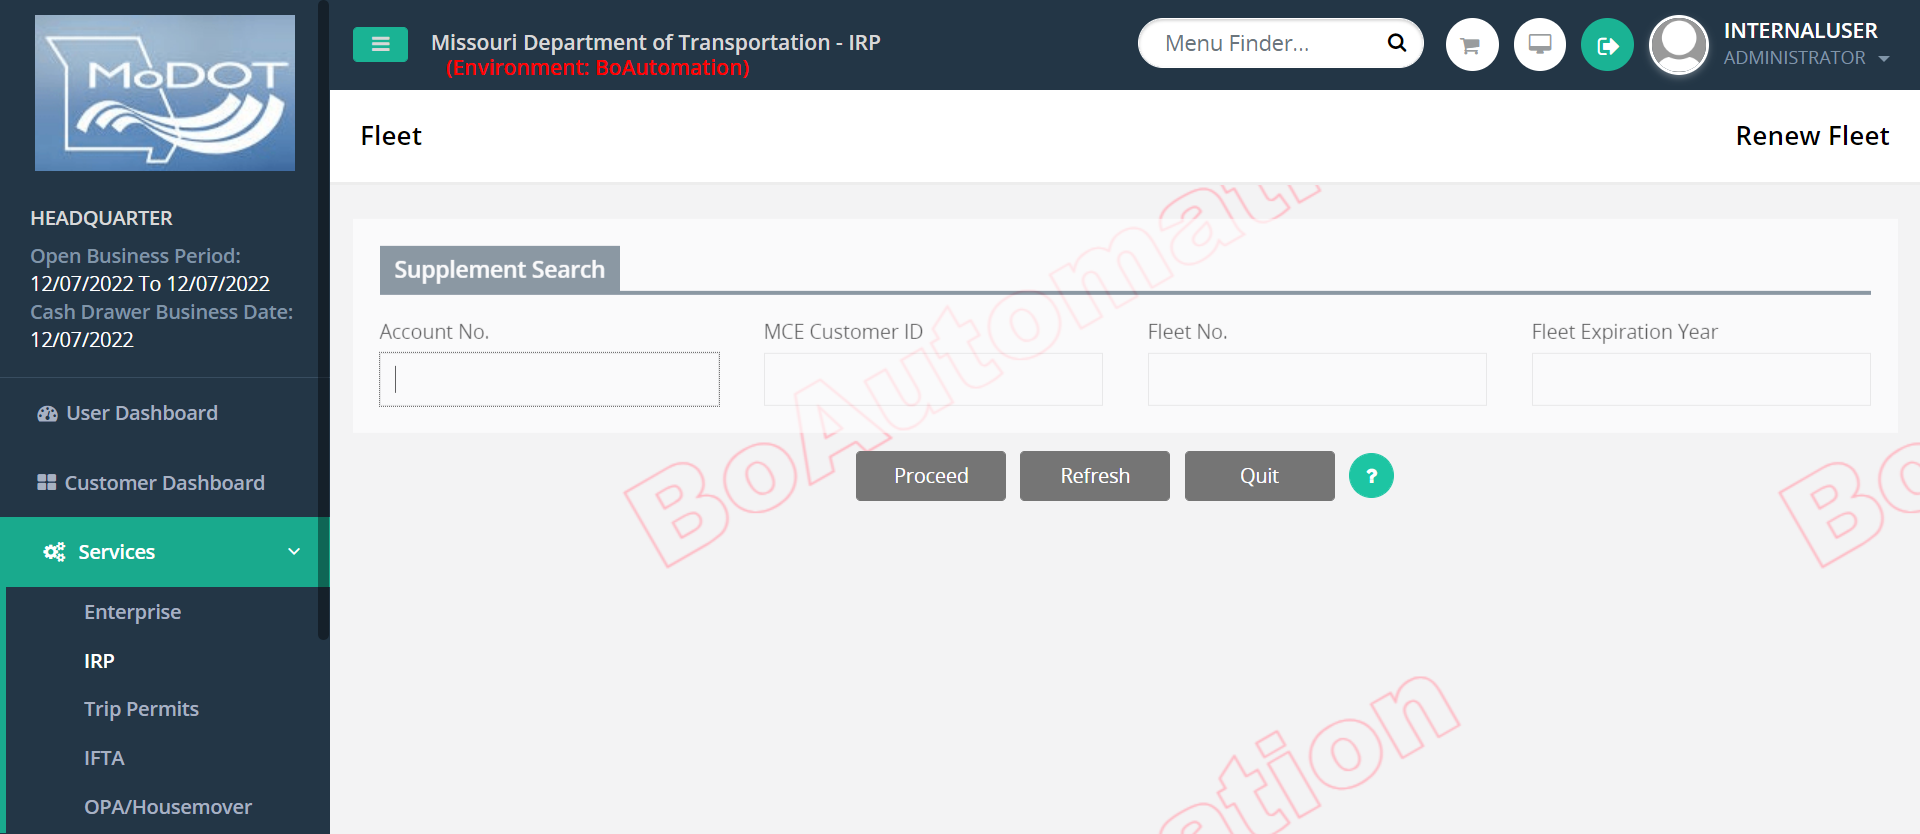 MoDOT
HEADQUARTER
Open Business Period:
12/07/2022 To 12/07/2022
Cash Drawer Business Date:
12/07/2022
User Dashboard
Customer Dashboard
Services
Enterprise
IRP
Trip Permits
IFTA
OPA/Housemover
Missouri Department of Transportation - IRP
(Environment: BoAutomation)
Menu Finder...
INTERNALUSER
ADMINISTRATOR
Fleet
Renew Fleet
Supplement Search
Account No.
MCE Customer ID
Fleet No.
Fleet Expiration Year
Proceed
Refresh
Quit
?
BoAutomati
Bo
ation